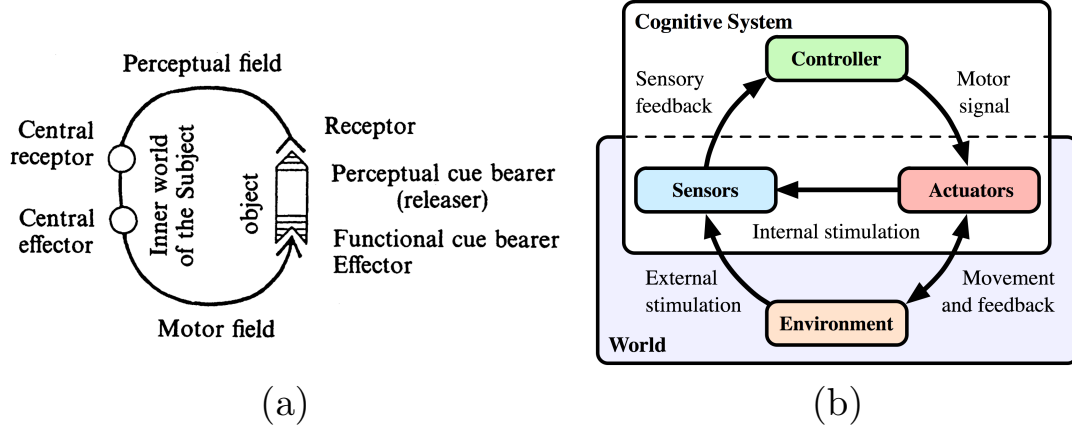 Perceptual field
Central
receptor
Inner world
of the Subject
Central
effector
object
Receptor
Perceptual cue bearer
(releaser)
Functional cue bearer
Effector
Motor field
(a)
Cognitive System
Controller
Sensory
feedback
Motor
signal
Sensors
Actuators
Internal stimulation
External
stimulation
Movement
and feedback
Environment
World
(b)